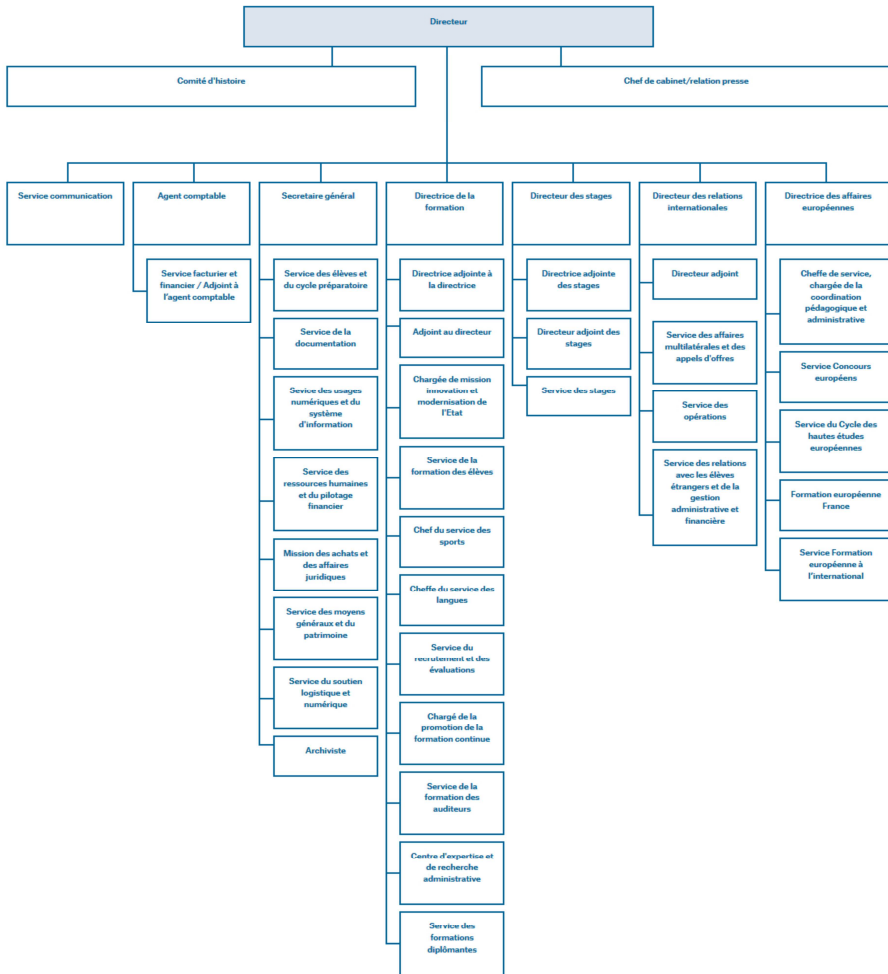 Directeur
Comité d'histoire
Chef de cabinet/relation presse
Service communication
Agent comptable
Service facturier et
financier / Adjoint à
l'agent comptable
Secretaire général
Service des élèves et
du cycle préparatoire
Service de la
documentation
Sevice des usages
numériques et du
système
d'information
Service des
ressources humaines
et du pilotage
financier
Mission des achats et
des affaires
juridiques
Service des moyens
généraux et du
patrimoine
Service du soutien
logistique et
numérique
Archiviste
Directrice de la
formation
Directrice adjointe à
la directrice
Adjoint au directeur
Chargée de mission
innovation et
modernisation de
l'Etat
Service de la
formation des élèves
Chef du service des
sports
Cheffe du service des
langues
Service du
recrutement et des
évaluations
Chargé de la
promotion de la
formation continue
Service de la
formation des
auditeurs
Centre d'expertise et
de recherche
administrative
Service des
formations
diplômantes
Directeur des stages
Directrice adjointe
des stages
Directeur adjoint des
stages
Service des stages
Directeur des relations
internationales
Directeur adjoint
Service des affaires
multilatérales et des
appels d'offres
Service des
opérations
Service des relations
avec les élèves
étrangers et de la
gestion
administrative et
financière
Directrice des affaires
européennes
Cheffe de service,
chargée de la
coordination
pédagogique et
administrative
Service Concours
européens
Service du Cycle des
hautes études
européennes
Formation européenne
France
Service Formation
européenne à
l'international